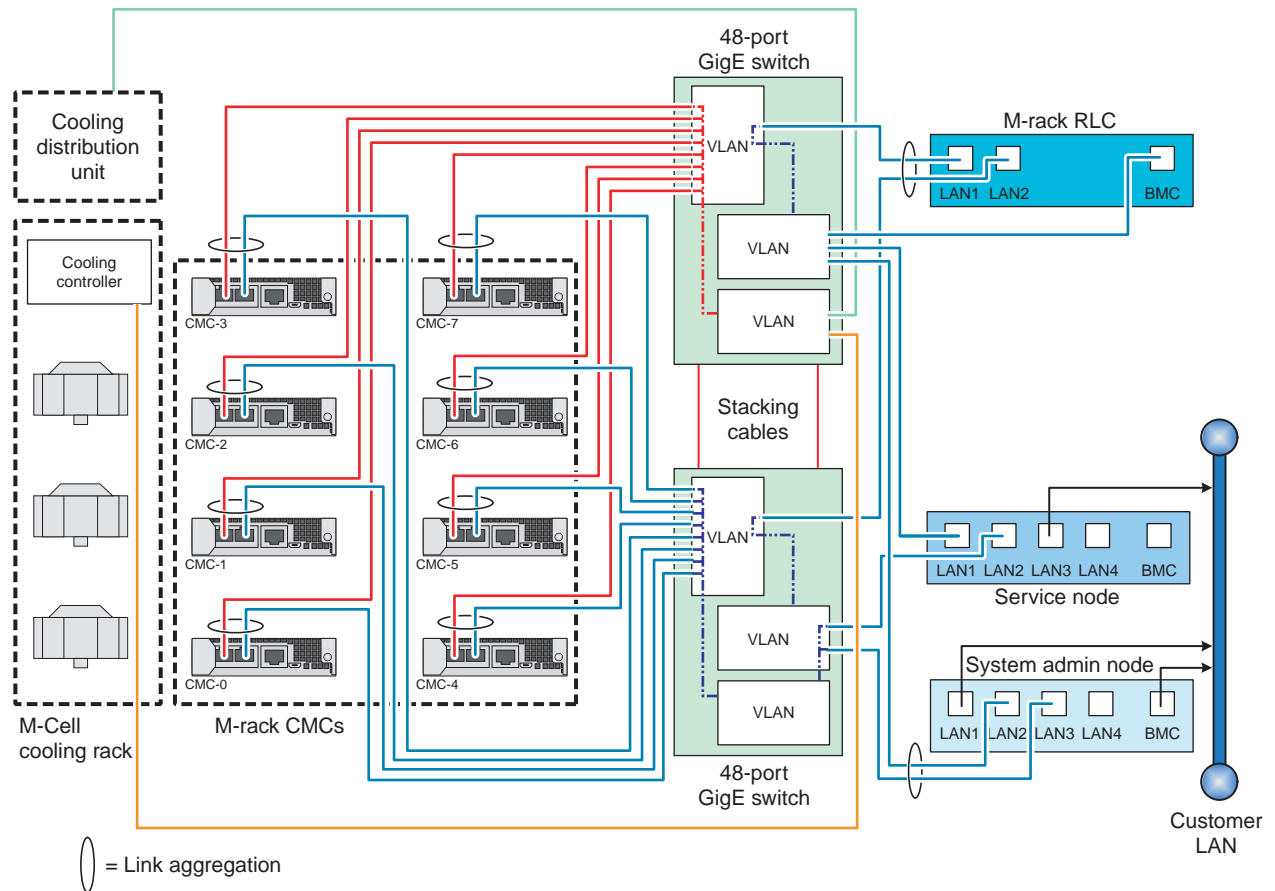 48-port
GigE switch
Cooling
distribution
unit
M-rack RLC
VLAN
LAN1 LAN2 BMC
VLAN
Cooling
controller
VLAN
CMC-3
CMC-7
Stacking
cables
CMC-2
CMC-6
VLAN
CMC-1
CMC-5
LAN1 LAN2 LAN3 LAN4 BMC
Service node
VLAN
System admin node
CMC-0
CMC-4
VLAN
LAN1 LAN2 LAN3 LAN4 BMC
M-Cell
cooling rack
M-rack CMCs
48-port
GigE switch
Customer
LAN
= Link aggregation